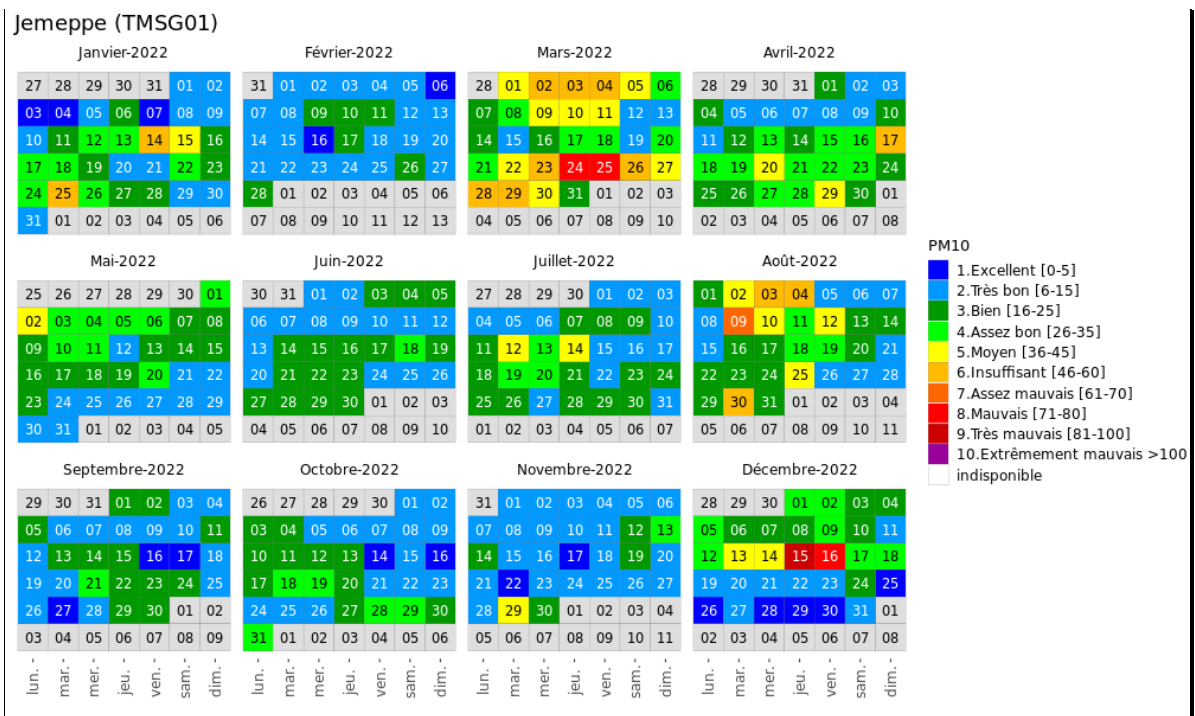 Jemeppe (TMSG01)
Janvier-2022 Février-2022 Mars-2022 Avril-2022
27 28 29 30 31 01 02 31 01 02 03 04 05 06 28 01 02 03 04 05 06 28 29 30 31 01 02 03
03 04 05 06 07 08 09 07 08 09 10 11 12 13 07 08 09 10 11 12 13 04 05 06 07 08 09 10
10 11 12 13 14 15 16 14 15 16 17 18 19 20 14 15 16 17 18 19 20 11 12 13 14 15 16 17
17 18 19 20 21 22 23 21 22 23 24 25 26 27 21 22 23 24 25 26 27 18 19 20 21 22 23 24
24 25 26 27 28 29 30 28 01 02 03 04 05 06 28 29 30 31 01 02 03 25 26 27 28 29 30 01
31 01 02 03 04 05 06 07 08 09 10 11 12 13 04 05 06 07 08 09 10 02 03 04 05 06 07 08
Mai-2022 Juin-2022 Juillet-2022 Août-2022
25 26 27 28 29 30 01 30 31 01 02 03 04 05 27 28 29 30 01 02 03 01 02 03 04 05 06 07
02 03 04 05 06 07 08 06 07 08 09 10 11 12 04 05 06 07 08 09 10 08 09 10 11 12 13 14
09 10 11 12 13 14 15 13 14 15 16 17 18 19 11 12 13 14 15 16 17 15 16 17 18 19 20 21
16 17 18 19 20 21 22 20 21 22 23 24 25 26 18 19 20 21 22 23 24 22 23 24 25 26 27 28
23 24 25 26 27 28 29 27 28 29 30 01 02 03 25 26 27 28 29 30 31 29 30 31 01 02 03 04
30 31 01 02 03 04 05 04 05 06 07 08 09 10 01 02 03 04 05 06 07 05 06 07 08 09 10 11
Septembre-2022 Octobre-2022 Novembre-2022 Décembre-2022
29 30 31 01 02 03 04 26 27 28 29 30 01 02 31 01 02 03 04 05 06 28 29 30 01 02 03 04
05 06 07 08 09 10 11 03 04 05 06 07 08 09 07 08 09 10 11 12 13 05 06 07 08 09 10 11
12 13 14 15 16 17 18 10 11 12 13 14 15 16 14 15 16 17 18 19 20 12 13 14 15 16 17 18
19 20 21 22 23 24 25 17 18 19 20 21 22 23 21 22 23 24 25 26 27 19 20 21 22 23 24 25
26 27 28 29 30 01 02 24 25 26 27 28 29 30 28 29 30 01 02 03 04 26 27 28 29 30 31 01
03 04 05 06 07 08 09 31 01 02 03 04 05 06 05 06 07 08 09 10 11 02 03 04 05 06 07 08
lun. - mar. - mer. - jeu. - ven. - sam. - dim. - lun. - mar. - mer. - jeu. - ven. - sam. - dim. - lun. - mar. - mer. - jeu. - ven. - sam. - dim. - lun. - mar. - mer. - jeu. - ven. - sam. - dim. -
PM10
1.Excellent [0-5]
2.Très bon [6-15]
3.Bien [16-25]
4.Assez bon [26-35]
5.Moyen [36-45]
6.Insuffisant [46-60]
7.Assez mauvais [61-70]
8.Mauvais [71-80]
9.Très mauvais [81-100]
10.Extrêmement mauvais >100
indisponible